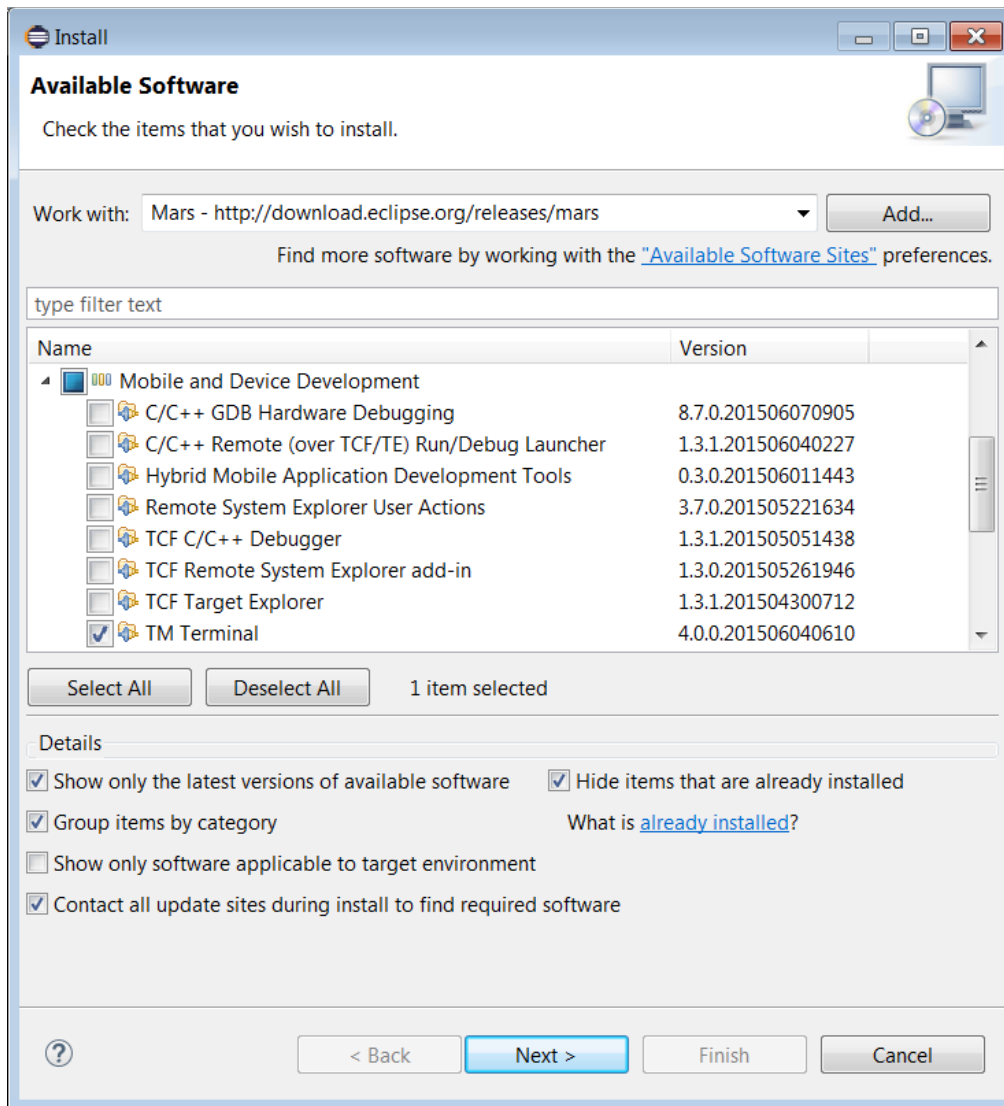 Install
Available Software
Check the items that you wish to install.
Work with: Mars - http://download.eclipse.org/releases/mars Add...
Find more software by working with the "Available Software Sites" preferences.
type filter text
Name Version
Mobile and Device Development
C/C++ GDB Hardware Debugging 8.7.0.201506070905
C/C++ Remote (over TCF/TE) Run/Debug Launcher 1.3.1.201506040227
Hybrid Mobile Application Development Tools 0.3.0.201506011443
Remote System Explorer User Actions 3.7.0.201505221634
TCF C/C++ Debugger 1.3.1.201505051438
TCF Remote System Explorer add-in 1.3.0.201505261946
TCF Target Explorer 1.3.1.201504300712
TM Terminal 4.0.0.201506040610
Select All Deselect All 1 item selected
Details
Show only the latest versions of available software Hide items that are already installed
Group items by category What is already installed?
Show only software applicable to target environment
Contact all update sites during install to find required software
? < Back Next > Finish Cancel